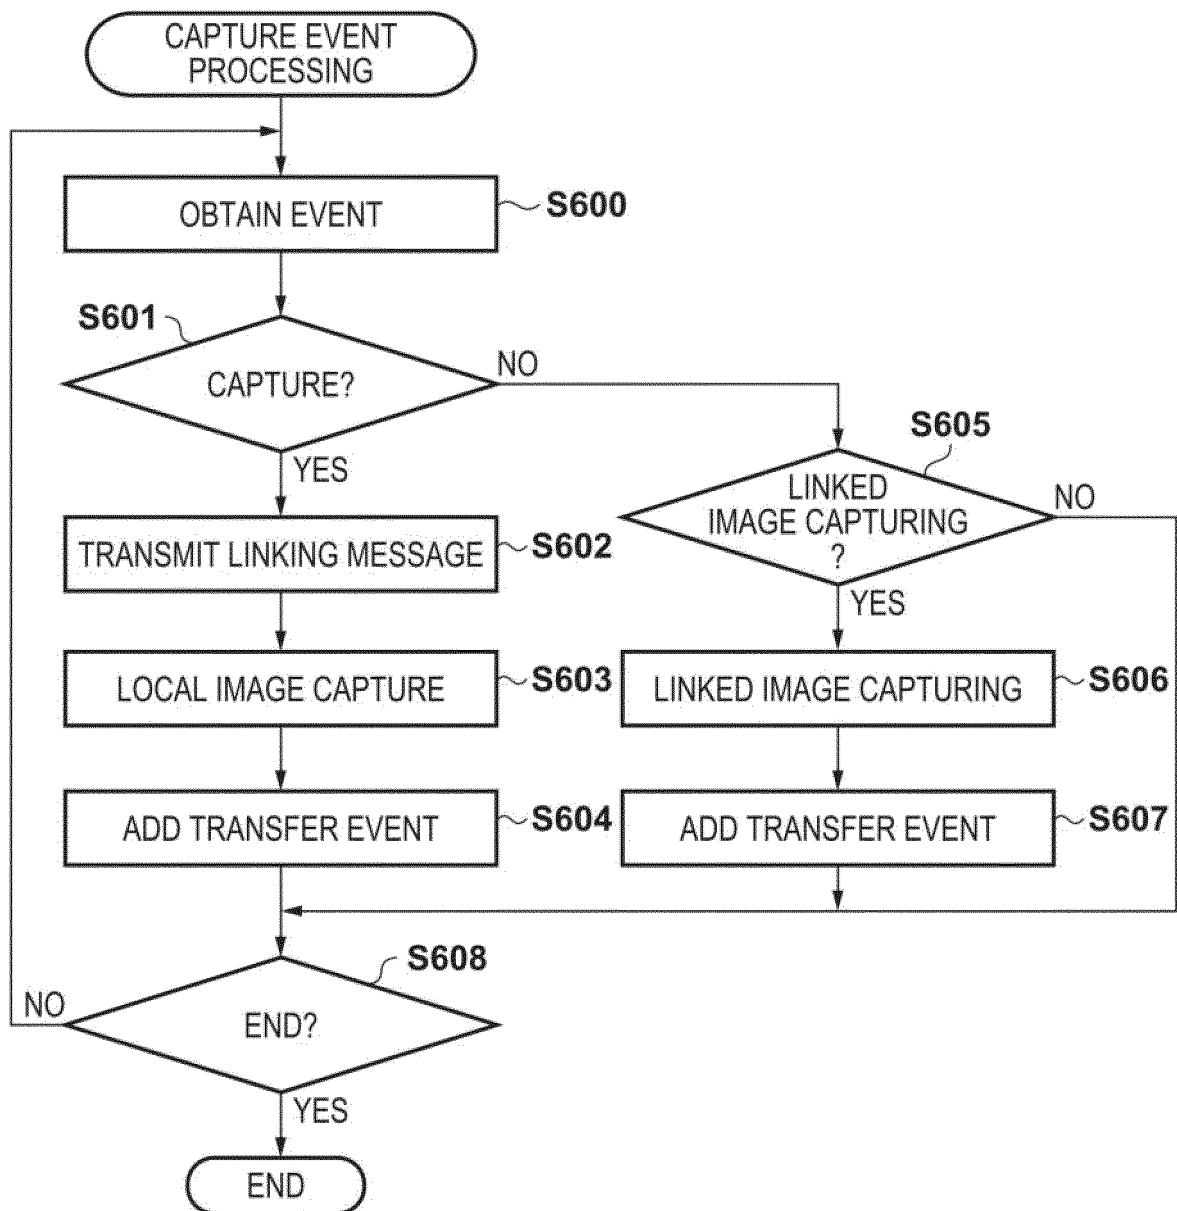 CAPTURE EVENT
PROCESSING
OBTAIN EVENT
S600
S601
CAPTURE?
NO
YES
S605
LINKED
IMAGE CAPTURING
?
NO
YES
TRANSMIT LINKING MESSAGE
S602
LOCAL IMAGE CAPTURE
S603
LINKED IMAGE CAPTURING
S606
ADD TRANSFER EVENT
S604
ADD TRANSFER EVENT
S607
S608
NO
END?
YES
END